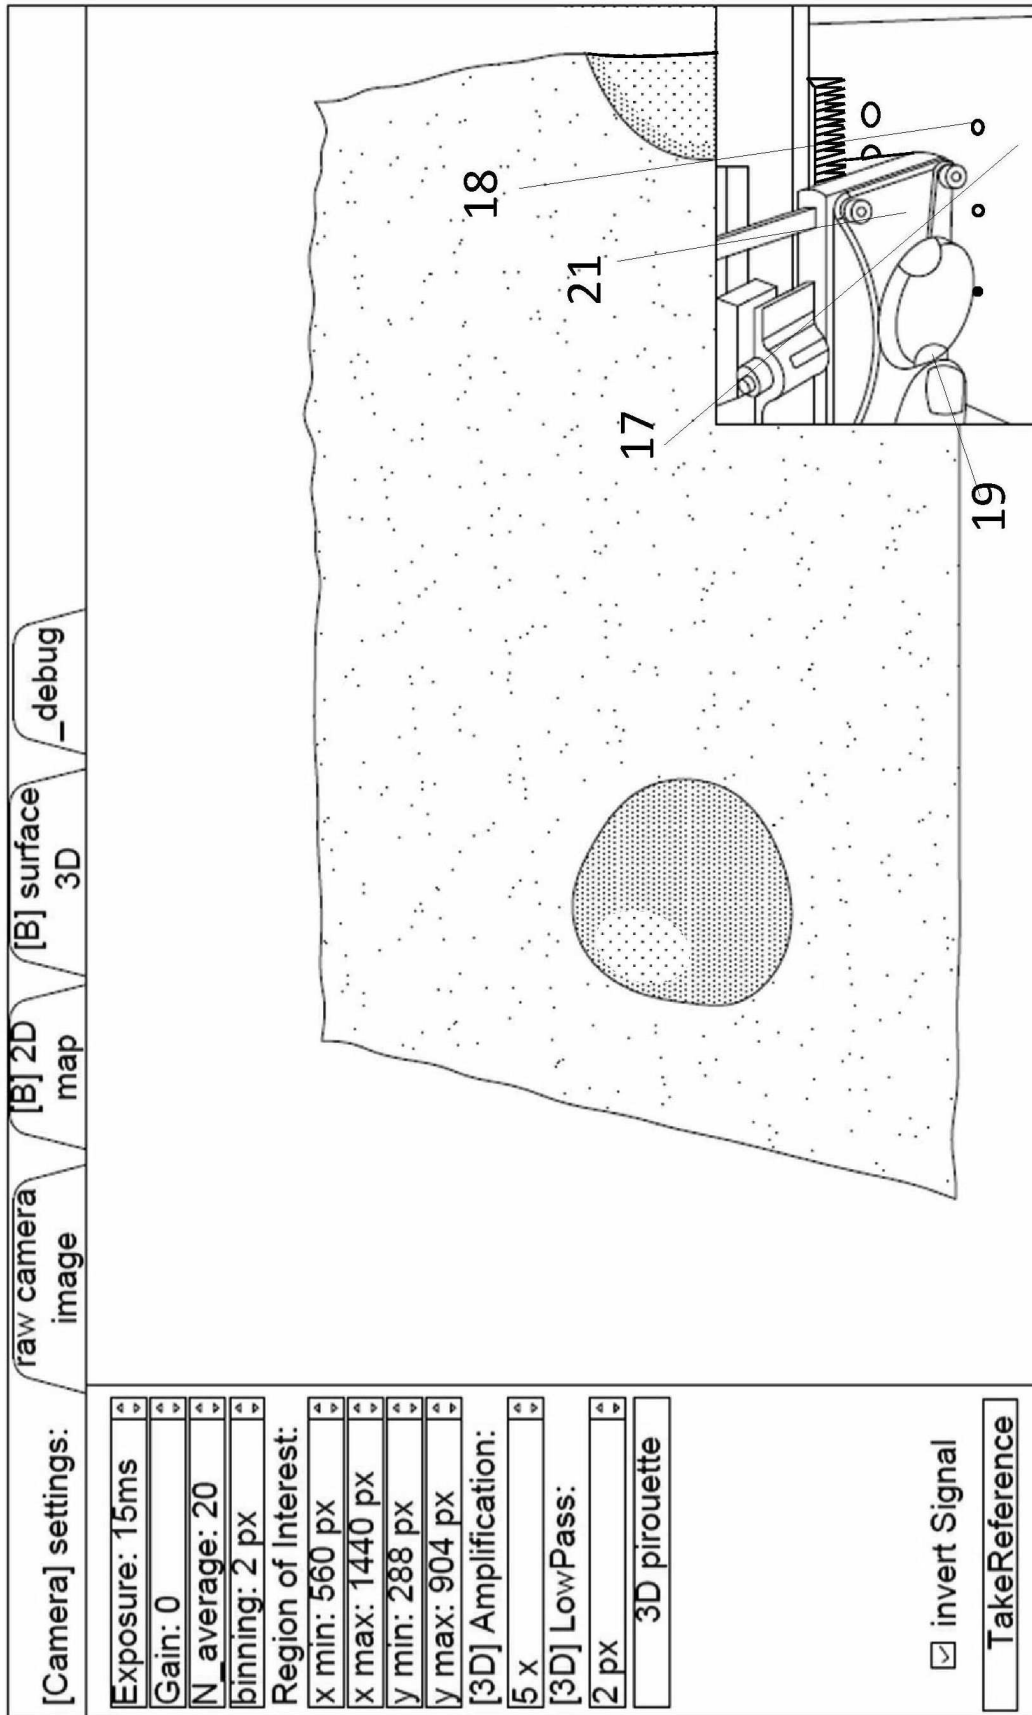 [Camera] settings:
raw camera
image
[B] 2D
map
[B] surface
3D
_debug
Exposure: 15ms
Gain: 0
N_average: 20
binning: 2 px
Region of Interest:
x min: 560 px
x max: 1440 px
y min: 288 px
y max: 904 px
[3D] Amplification:
5 x
[3D] LowPass:
2 px
3D pirouette
invert Signal
TakeReference
18
21
17
19